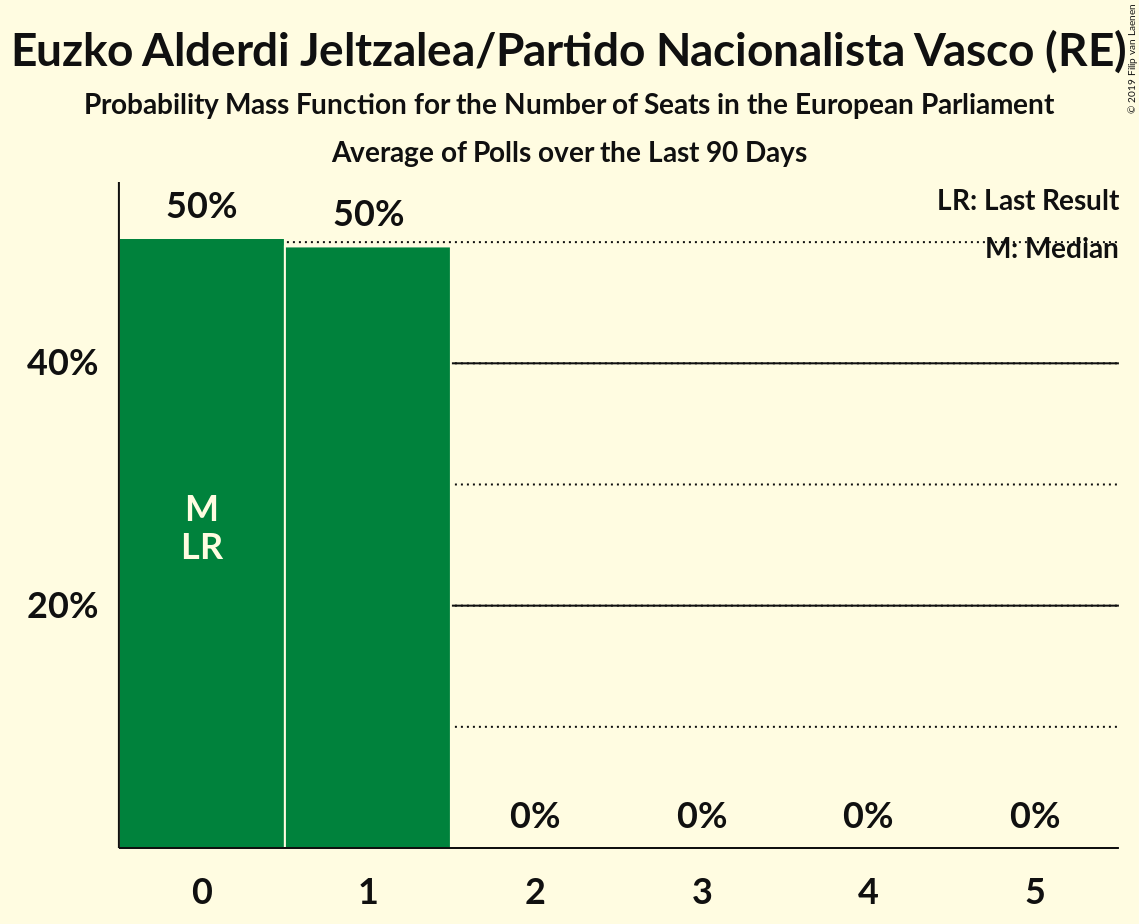 Euzko Alderdi Jeltzalea/Partido Nacionalista Vasco (RE)
© 2019 Filip van Laenen
Probability Mass Function for the Number of Seats in the European Parliament
Average of Polls over the Last 90 Days
LR: Last Result
M: Median
50%
50%
40%
M
LR
20%
0%
0%
0%
0%
0
1
2
3
4
5